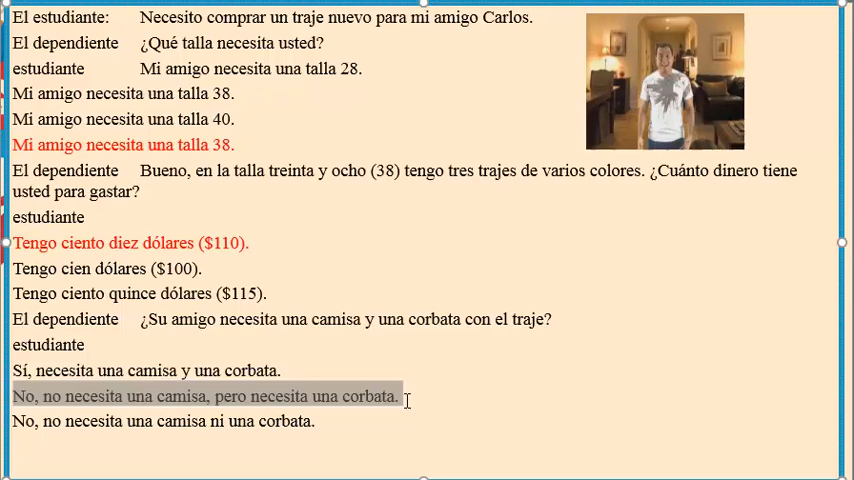 El estudiante: Necesito comprar un traje nuevo para mi amigo Carlos.
El dependiente ¿Qué talla necesita usted?
estudiante Mi amigo necesita una talla 28.
Mi amigo necesita una talla 38.
Mi amigo necesita una talla 40.
Mi amigo necesita una talla 38.
El dependiente Bueno, en la talla treinta y ocho (38) tengo tres trajes de varios colores. ¿Cuánto dinero tiene
usted para gastar?
estudiante
Tengo ciento diez dólares ($110).
Tengo cien dólares ($100).
Tengo ciento quince dólares ($115).
El dependiente ¿Su amigo necesita una camisa y una corbata con el traje?
estudiante
Sí, necesita una camisa y una corbata.
No, no necesita una camisa, pero necesita una corbata.
No, no necesita una camisa ni una corbata.